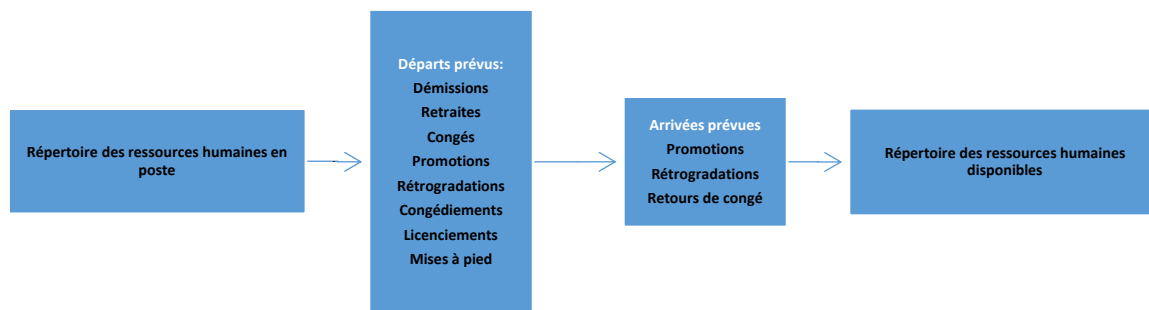 Répertoire des ressources humaines en
poste
Départs prévus:
Démissions
Retraites
Congés
Promotions
Rétrogradations
Congédiements
Licenciements
Mises à pied
Arrivées prévues
Promotions
Rétrogradations
Retours de congé
Répertoire des ressources humaines
disponibles